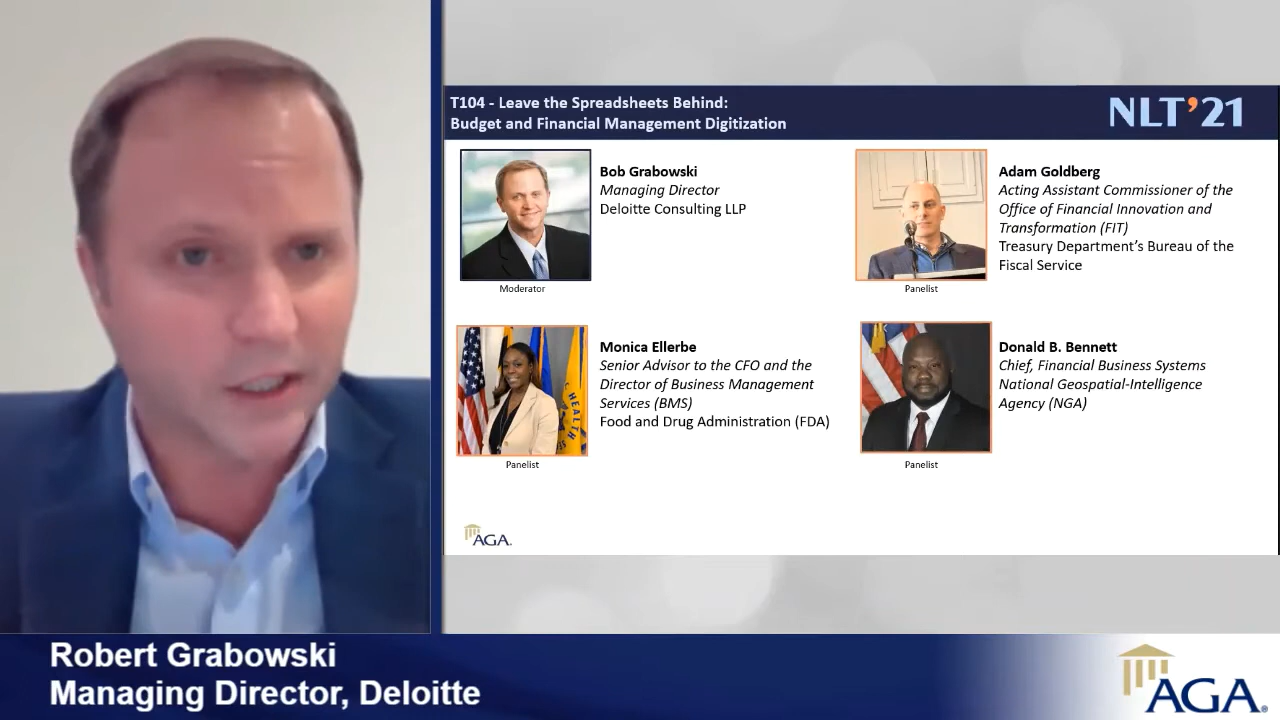 T104 - Leave the Spreadsheets Behind:
Budget and Financial Management Digitization
NLT'21
Bob Grabowski
Managing Director
Deloitte Consulting LLP
Moderator
Adam Goldberg
Acting Assistant Commissioner of the
Office of Financial Innovation and
Transformation (FIT)
Treasury Department's Bureau of the
Fiscal Service
Panelist
Monica Ellerbe
Senior Advisor to the CFO and the
Director of Business Management
Services (BMS)
Food and Drug Administration (FDA)
Panelist
HEALTH
Donald B. Bennett
Chief, Financial Business Systems
National Geospatial-Intelligence
Agency (NGA)
Panelist
AGA.
Robert Grabowski
Managing Director, Deloitte
AGA®